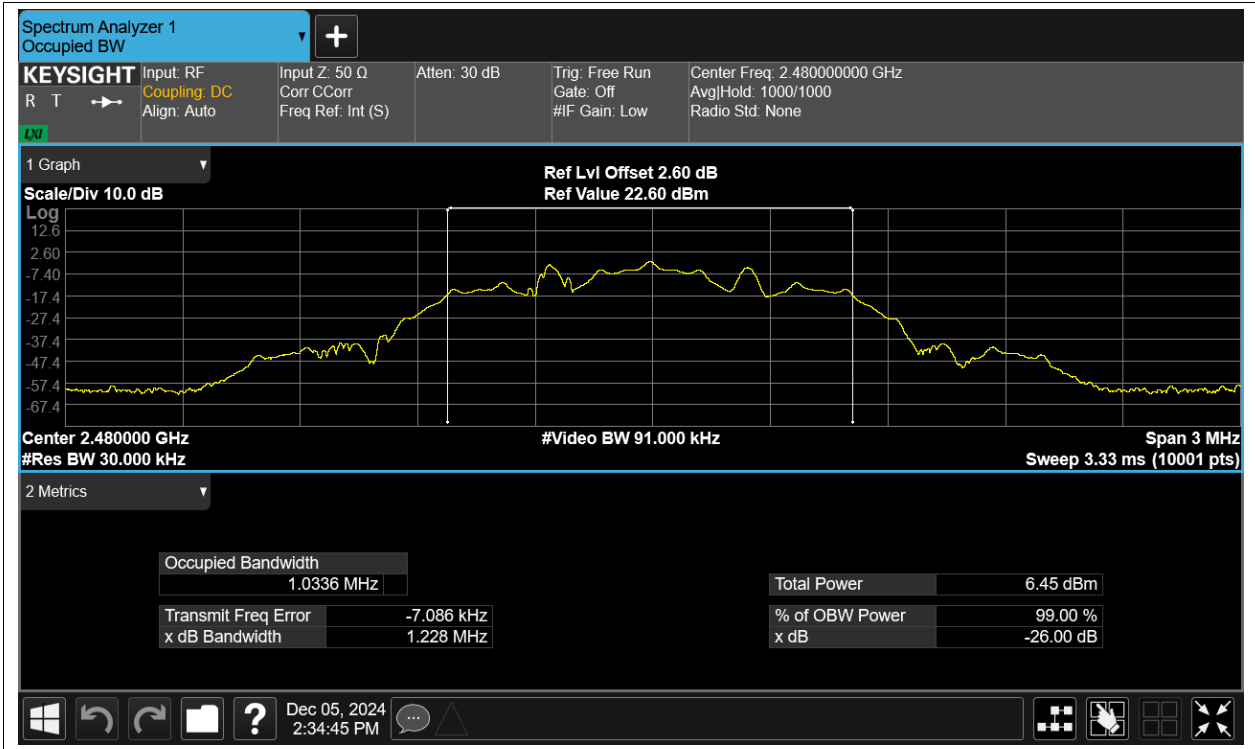 Spectrum Analyzer 1
Occupied BW
KEYSIGHT
R T
LXI
Input: RF
Coupling: DC
Align: Auto
Input Z: 50 Ω
Corr CCorr
Freq Ref: Int (S)
Atten: 30 dB
Trig: Free Run
Gate: Off
#IF Gain: Low
Center Freq: 2.480000000 GHz
Avg|Hold: 1000/1000
Radio Std: None
1 Graph
Scale/Div 10.0 dB
Ref Lvl Offset 2.60 dB
Ref Value 22.60 dBm
Log
12.6
2.60
-7.40
-17.4
-27.4
-37.4
-47.4
-57.4
-67.4
Center 2.480000 GHz
#Res BW 30.000 kHz
#Video BW 91.000 kHz
Span 3 MHz
Sweep 3.33 ms (10001 pts)
2 Metrics
Occupied Bandwidth
1.0336 MHz
Transmit Freq Error -7.086 kHz
x dB Bandwidth 1.228 MHz
Total Power 6.45 dBm
% of OBW Power 99.00 %
x dB -26.00 dB
?
Dec 05, 2024
2:34:45 PM